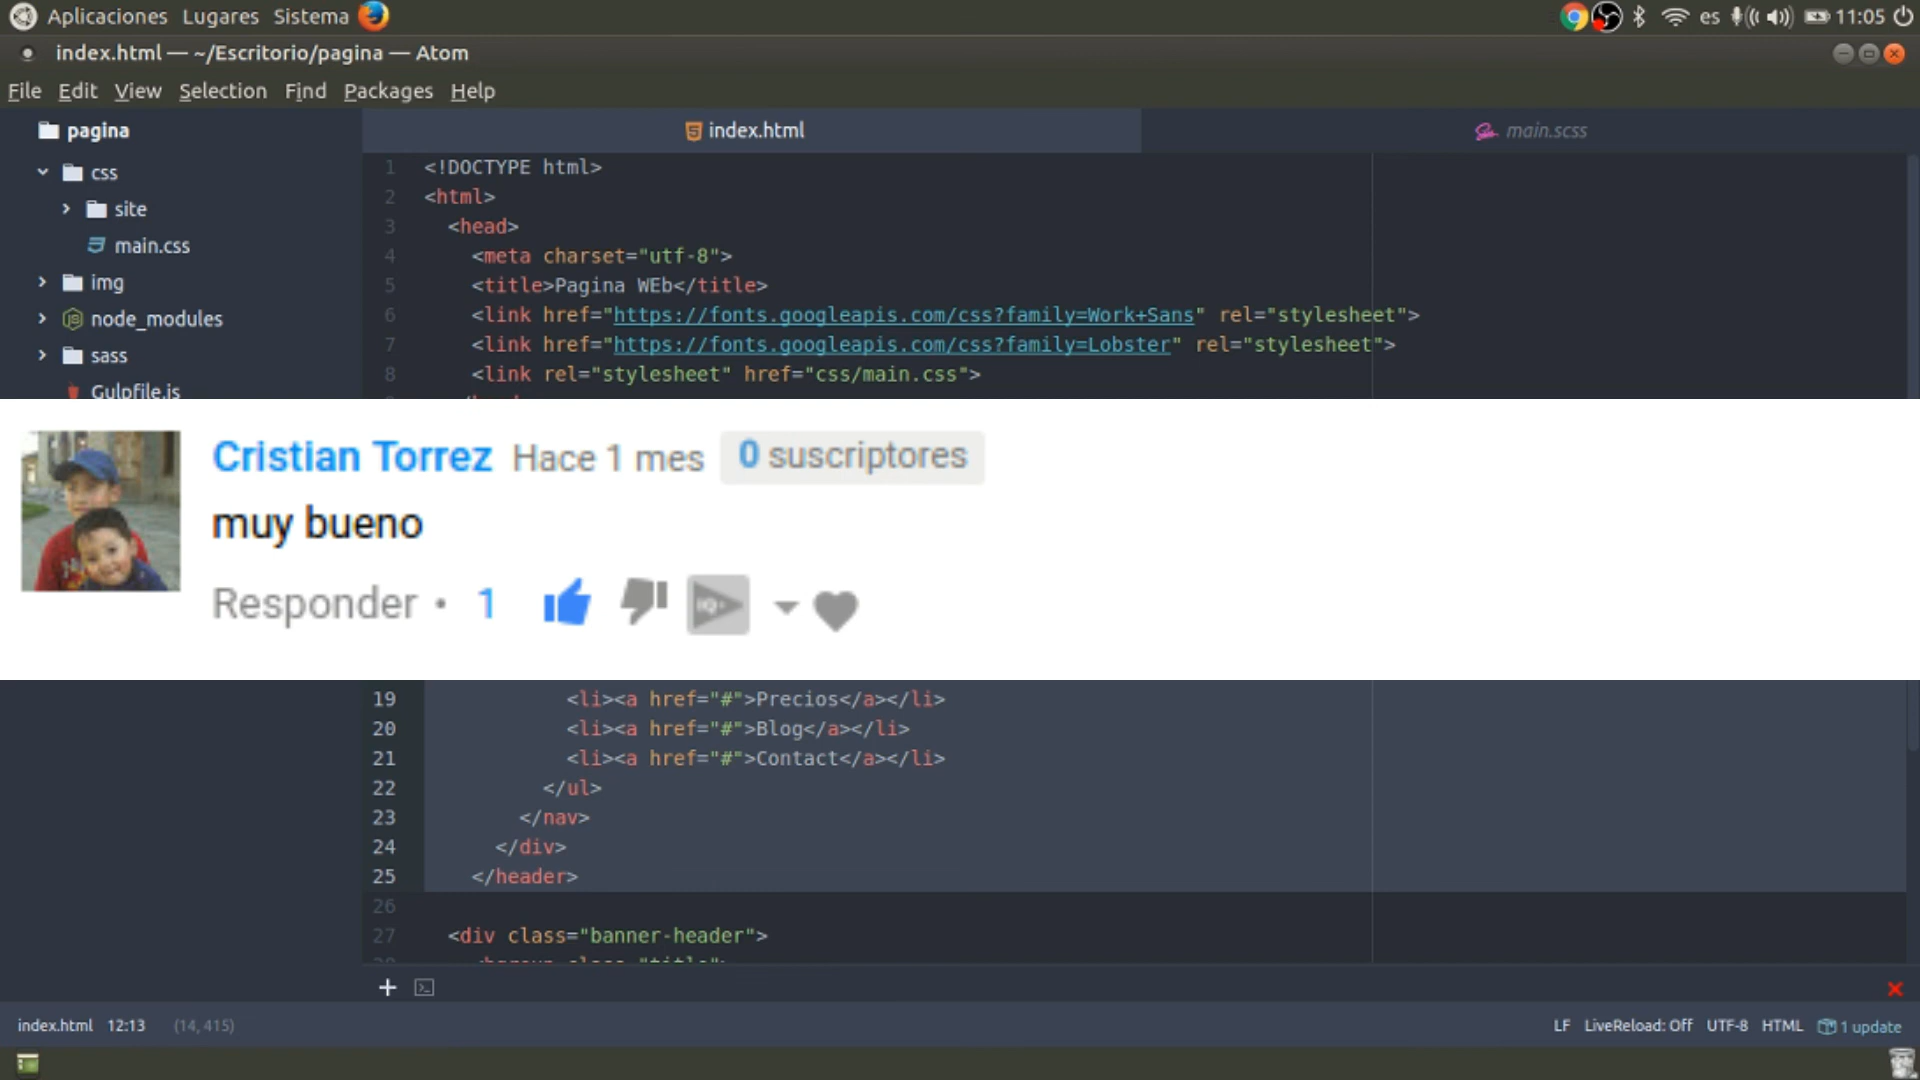 Aplicaciones Lugares Sistema es 11:05
index.html — ~/Escritorio/pagina — Atom
File Edit View Selection Find Packages Help
pagina
css
site
main.css
img
node_modules
sass
Gulpfile.js
index.html main.scss
1 <!DOCTYPE html>
2 <html>
3 <head>
4 <meta charset="utf-8">
5 <title>Pagina WEb</title>
6 <link href="https://fonts.googleapis.com/css?family=Work+Sans" rel="stylesheet">
7 <link href="https://fonts.googleapis.com/css?family=Lobster" rel="stylesheet">
8 <link rel="stylesheet" href="css/main.css">
Cristian Torrez Hace 1 mes 0 suscriptores
muy bueno
Responder • 1 IQ+
19 <li><a href="#">Precios</a></li>
20 <li><a href="#">Blog</a></li>
21 <li><a href="#">Contact</a></li>
22 </ul>
23 </nav>
24 </div>
25 </header>
26
27 <div class="banner-header">
index.html 12:13 (14, 415) LF LiveReload: Off UTF-8 HTML 1 update